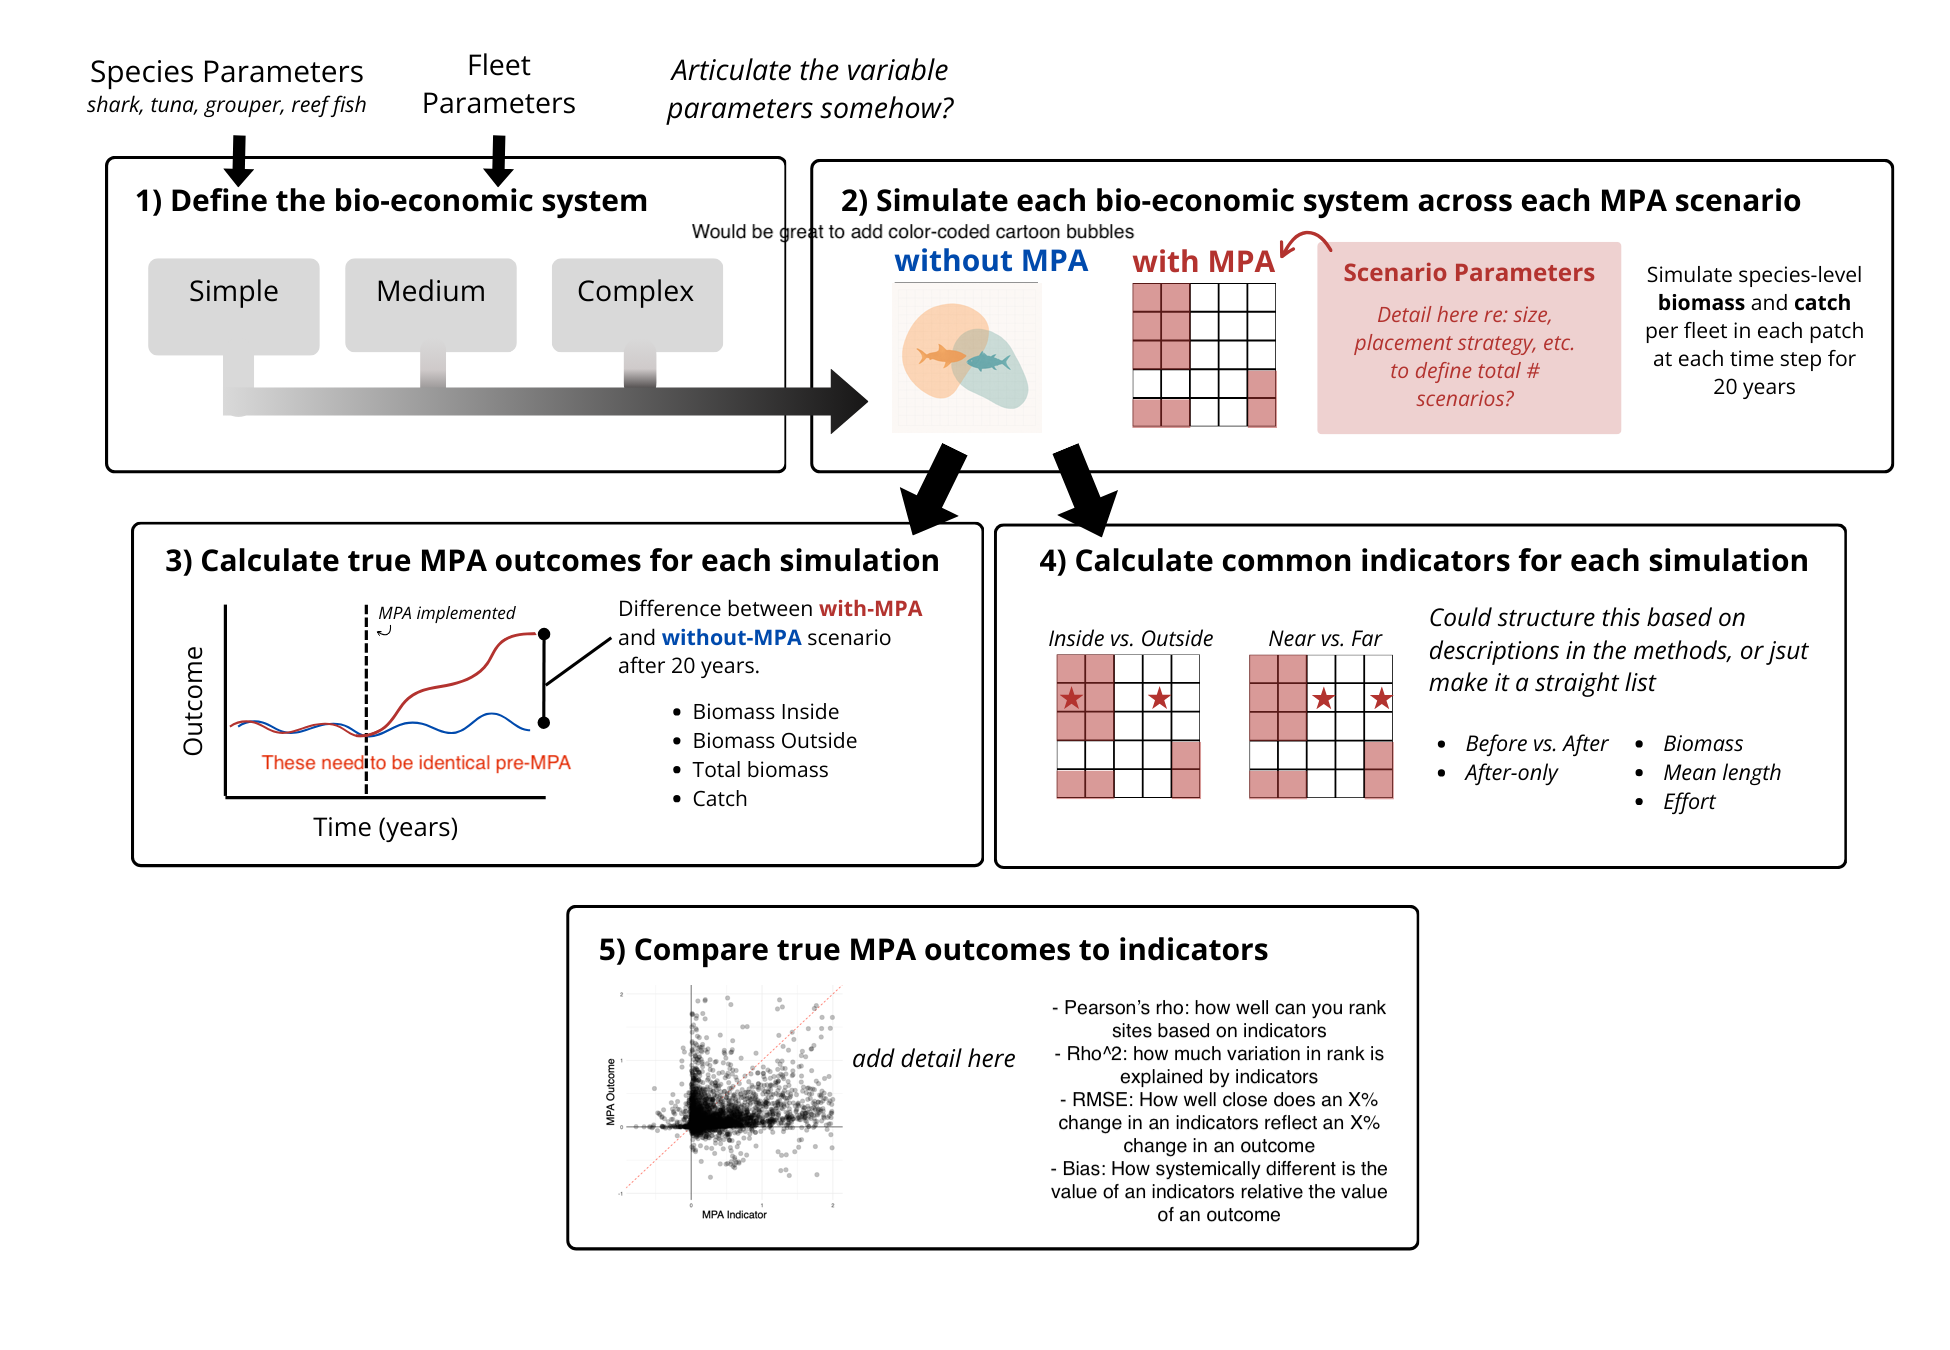 Species Parameters
shark, tuna, grouper, reef fish
Fleet
Parameters
Articulate the variable
parameters somehow?
1) Define the bio-economic system
Simple
Medium
Complex
2) Simulate each bio-economic system across each MPA scenario
Would be great to add color-coded cartoon bubbles
without MPA
with MPA
Scenario Parameters
Detail here re: size,
placement strategy, etc.
to define total #
scenarios?
Simulate species-level
biomass and catch
per fleet in each patch
at each time step for
20 years
3) Calculate true MPA outcomes for each simulation
Outcome
MPA implemented
These need to be identical pre-MPA
Time (years)
Difference between with-MPA
and without-MPA scenario
after 20 years.
• Biomass Inside
• Biomass Outside
• Total biomass
• Catch
4) Calculate common indicators for each simulation
Inside vs. Outside
Near vs. Far
Could structure this based on
descriptions in the methods, or jsut
make it a straight list
• Before vs. After
• After-only
• Biomass
• Mean length
• Effort
5) Compare true MPA outcomes to indicators
MPA Outcome
2
1
0
-1
0
1
2
MPA Indicator
add detail here
- Pearson's rho: how well can you rank
sites based on indicators
- Rho^2: how much variation in rank is
explained by indicators
- RMSE: How well close does an X%
change in an indicators reflect an X%
change in an outcome
- Bias: How systemically different is the
value of an indicators relative the value
of an outcome